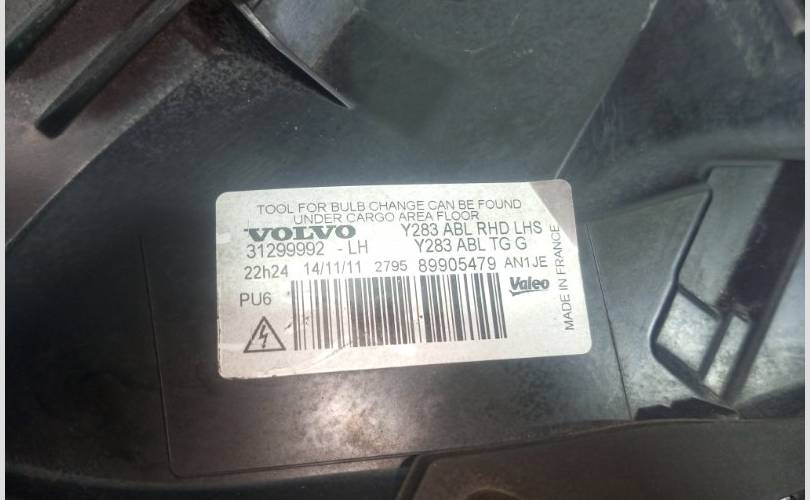 TOOL FOR BULB CHANGE CAN BE FOUND
UNDER CARGO AREA FLOOR
VOLVO Y283 ABL RHD LHS
31299992 - LH Y283 ABL TG G
22h24 14/11/11 2795 89905479 AN1JE
PU6 Valeo
MADE IN FRANCE